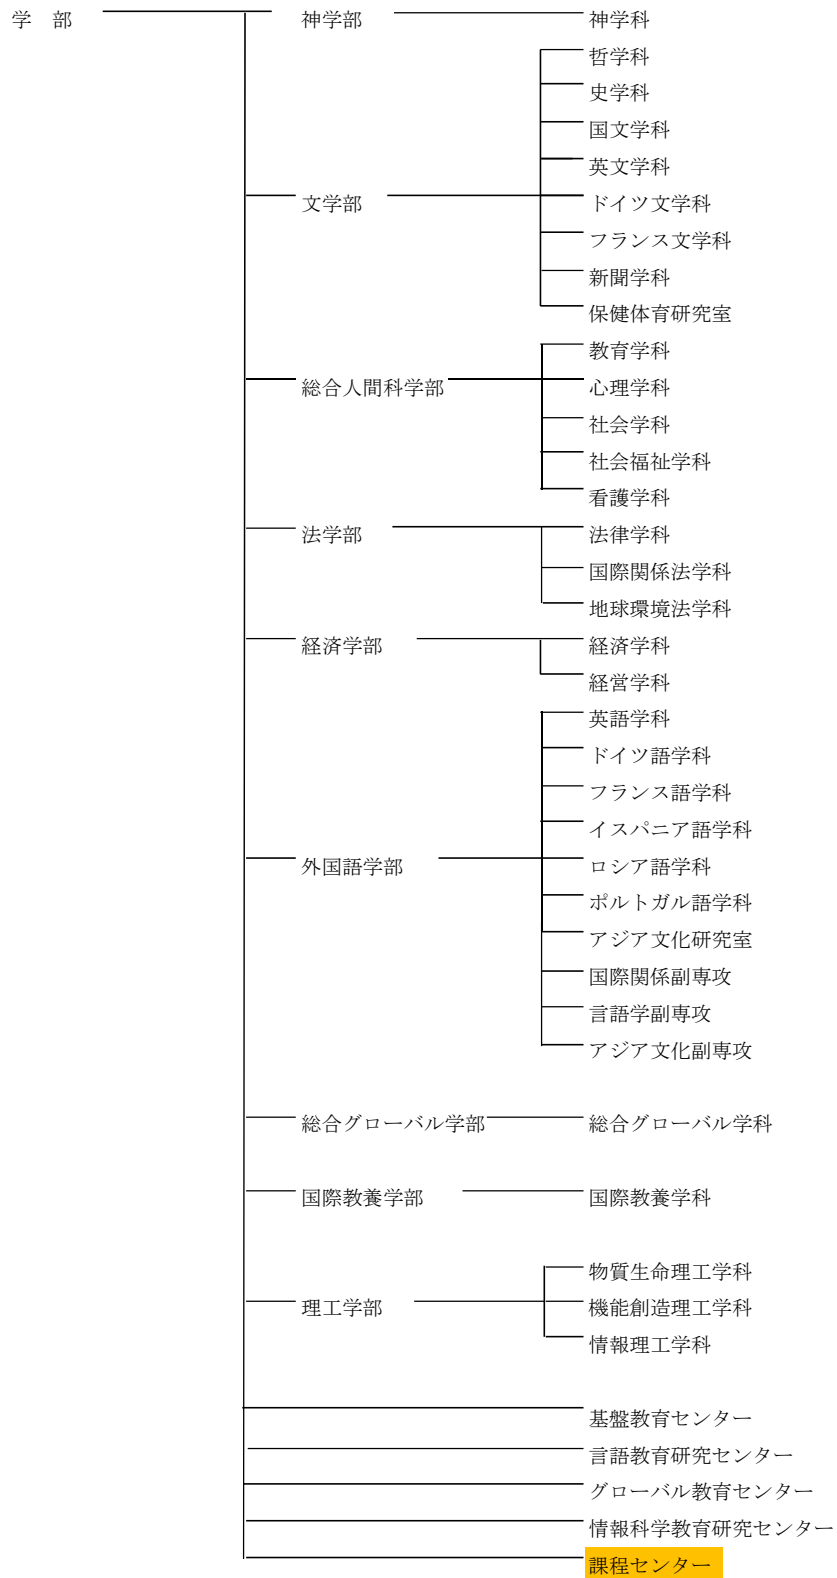 学　部　神学部　神学科
哲学科
史学科
国文学科
英文学科
文学部　ドイツ文学科
フランス文学科
新聞学科
保健体育研究室
教育学科
総合人間科学部　心理学科
社会学科
社会福祉学科
看護学科
法学部　法律学科
国際関係法学科
地球環境法学科
経済学部　経済学科
経営学科
英語学科
ドイツ語学科
フランス語学科
イスパニア語学科
外国語学部　ロシア語学科
ポルトガル語学科
アジア文化研究室
国際関係副専攻
言語学副専攻
アジア文化副専攻
総合グローバル学部　総合グローバル学科
国際教養学部　国際教養学科
物質生命理工学科
理工学部　機能創造理工学科
情報理工学科
基盤教育センター
言語教育研究センター
グローバル教育センター
情報科学教育研究センター
課程センター